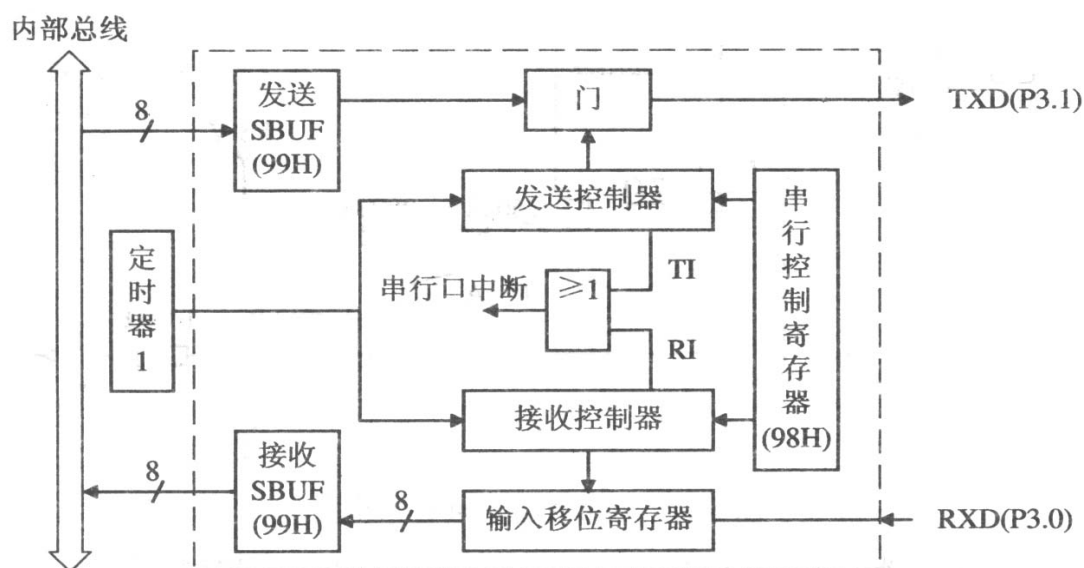 内部总线
8
发送
SBUF
(99H)
门
TXD(P3.1)
发送控制器
串行控制寄存器
(98H)
定时器
1
串行口中断
≥1
TI
RI
接收控制器
8
接收
SBUF
(99H)
8
输入移位寄存器
RXD(P3.0)